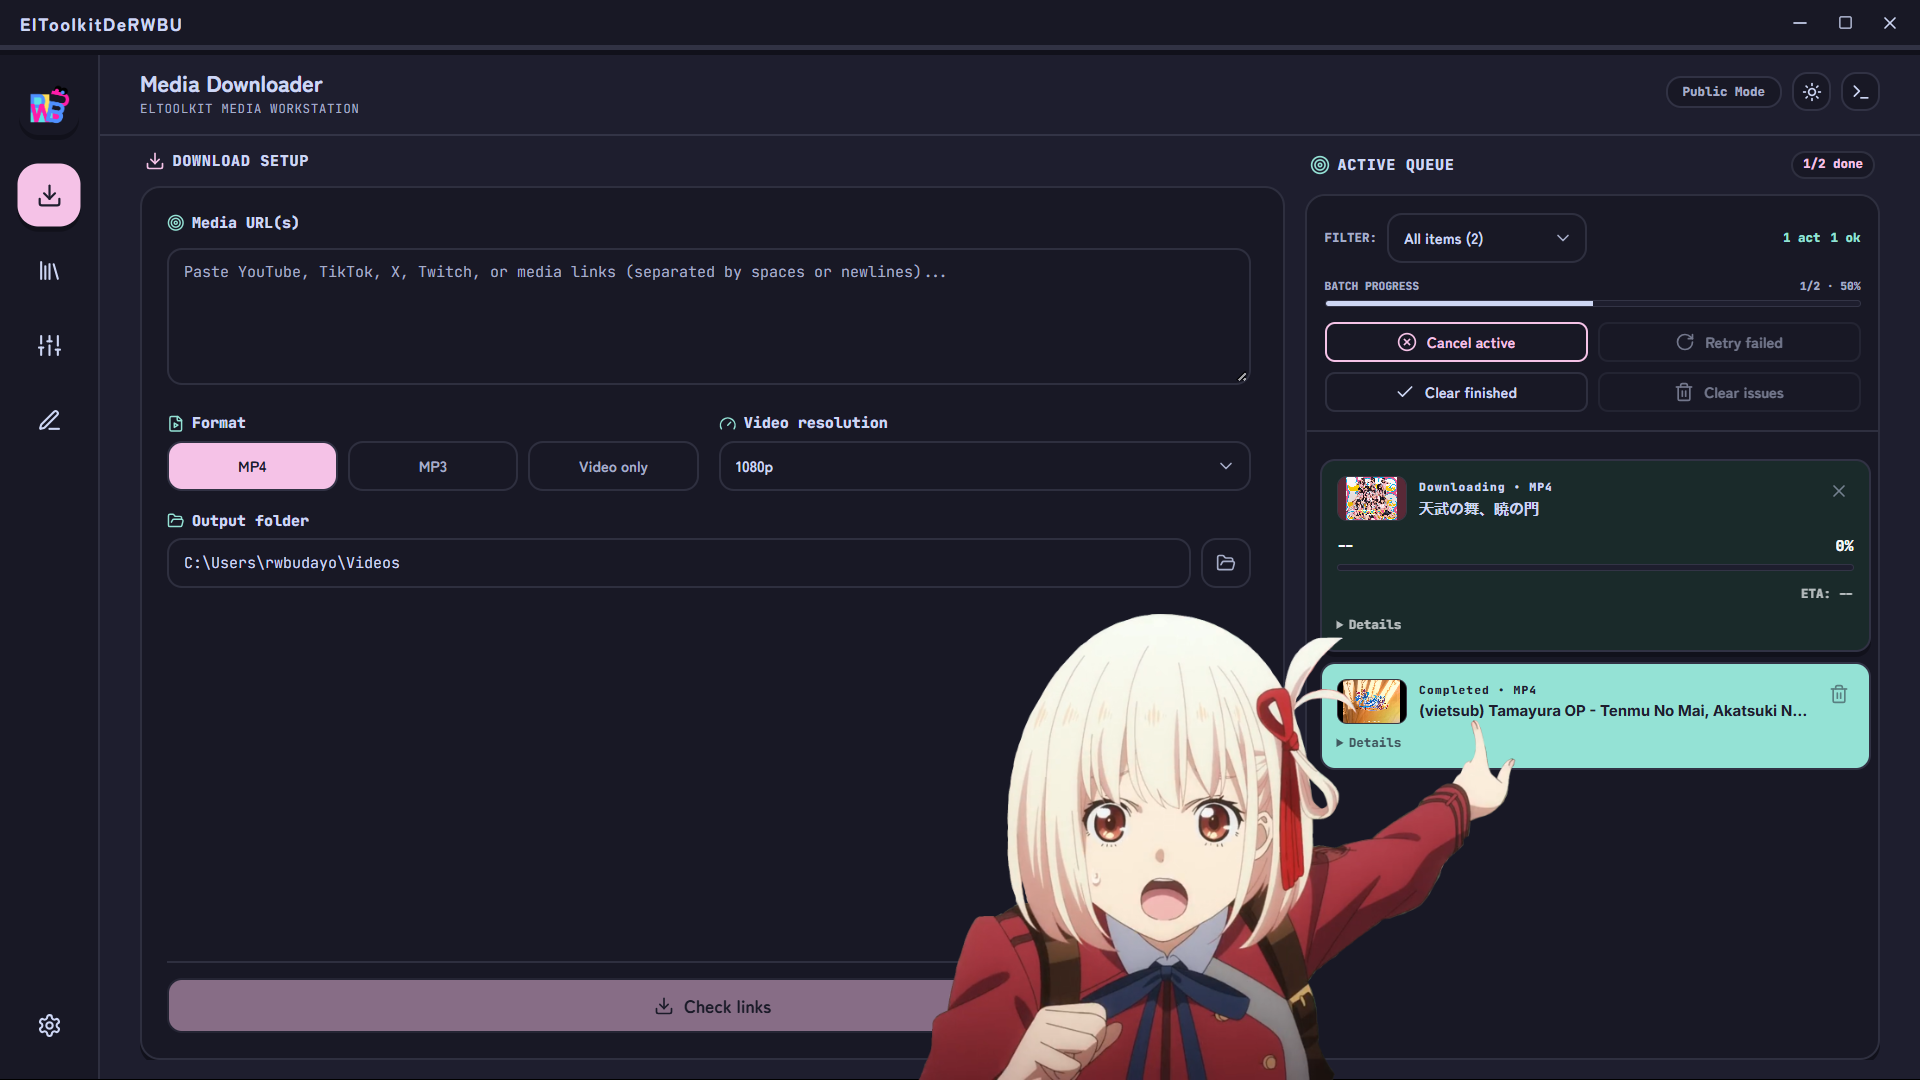 ElToolkitDeRWBU
Media Downloader
ELTOOLKIT MEDIA WORKSTATION
Public Mode
DOWNLOAD SETUP
Media URL(s)
Paste YouTube, TikTok, X, Twitch, or media links (separated by spaces or newlines)...
Format
MP4
MP3
Video only
Video resolution
1080p
Output folder
C:\Users\rwbudayo\Videos
Check links
ACTIVE QUEUE
1/2 done
FILTER:
All items (2)
1 act 1 ok
BATCH PROGRESS
1/2 · 50%
Cancel active
Retry failed
Clear finished
Clear issues
Downloading • MP4
天武の舞、暁の門
--
0%
ETA: --
Details
Completed • MP4
(vietsub) Tamayura OP - Tenmu No Mai, Akatsuki N...
Details